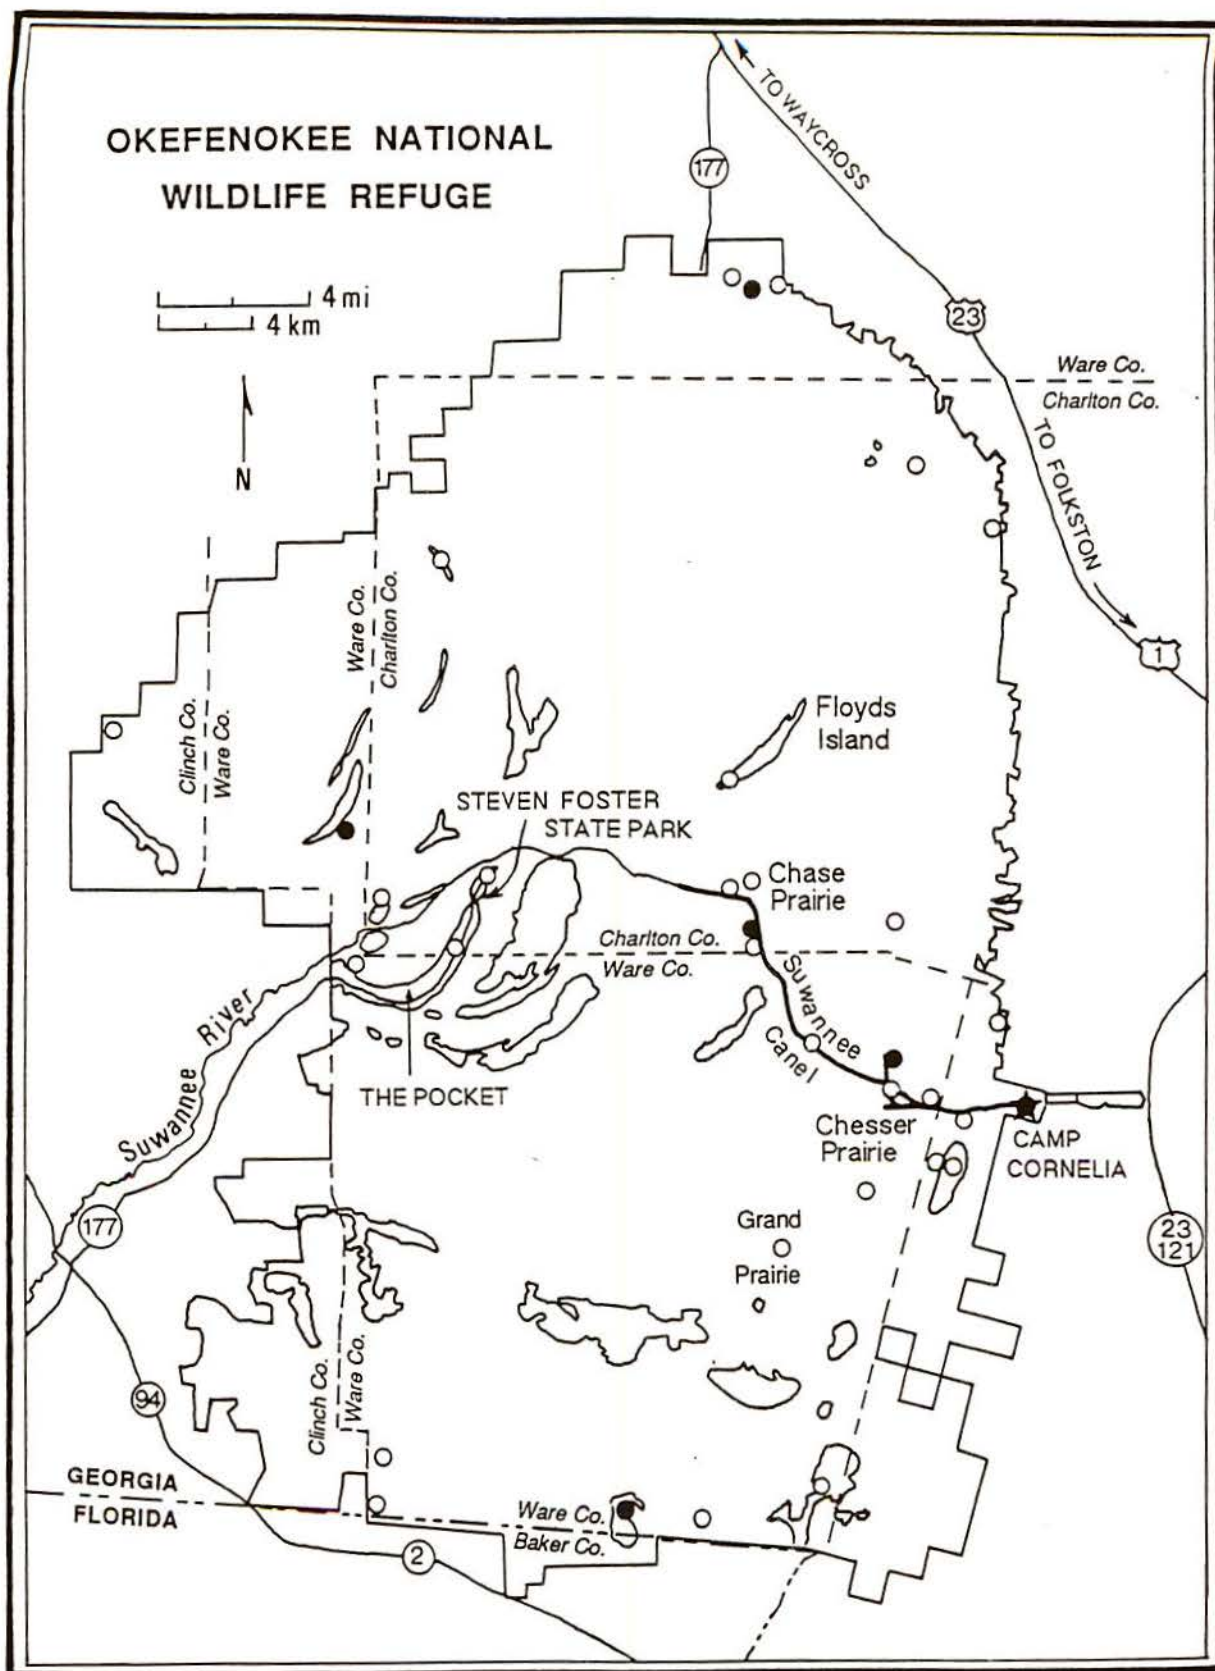 OKEFENOKEE NATIONAL
WILDLIFE REFUGE
4 mi
4 km
N
177
TO WAYCROSS
23
Ware Co.
Charlton Co.
TO FOLKSTON
1
Ware Co.
Charlton Co.
Clinch Co.
Ware Co.
Floyds
Island
STEVEN FOSTER
STATE PARK
Chase
Prairie
Charlton Co.
Ware Co.
Suwannee
Canel
Suwannee River
THE POCKET
Chesser
Prairie
CAMP
CORNELIA
Grand
Prairie
23
121
177
94
Clinch Co.
Ware Co.
GEORGIA
FLORIDA
Ware Co.
Baker Co.
2